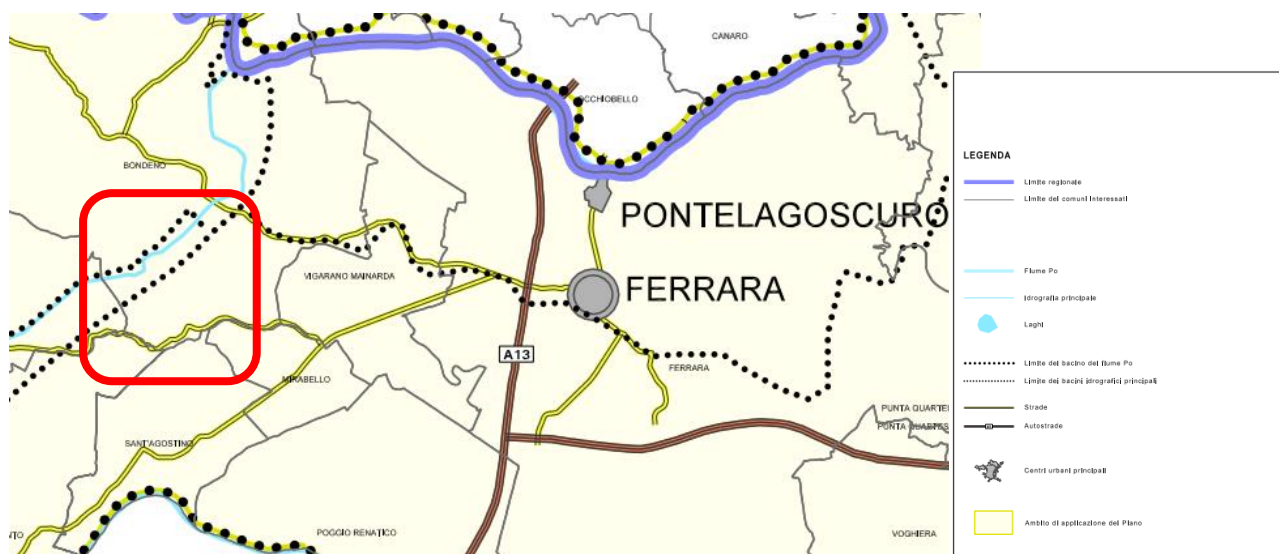 CANARO
OCCHIOBELLO
BONDENO
PONTELAGOSCURO
VIGARANO MAINARDA
FERRARA
A13
FERRARA
MIRABELLO
PUNTA
PUNTA
SANT'AGOSTINO
POGGIO RENATICO
VOGHIERA
LEGENDA
Limite regionale
Limite dei comuni interessati
Fiume Po
Idrografia principale
Laghi
Limite del bacino del fiume Po
Limite dei bacini idrografici principali
Strade
Autostrade
Centri urbani principali
Ambito di applicazione del Piano